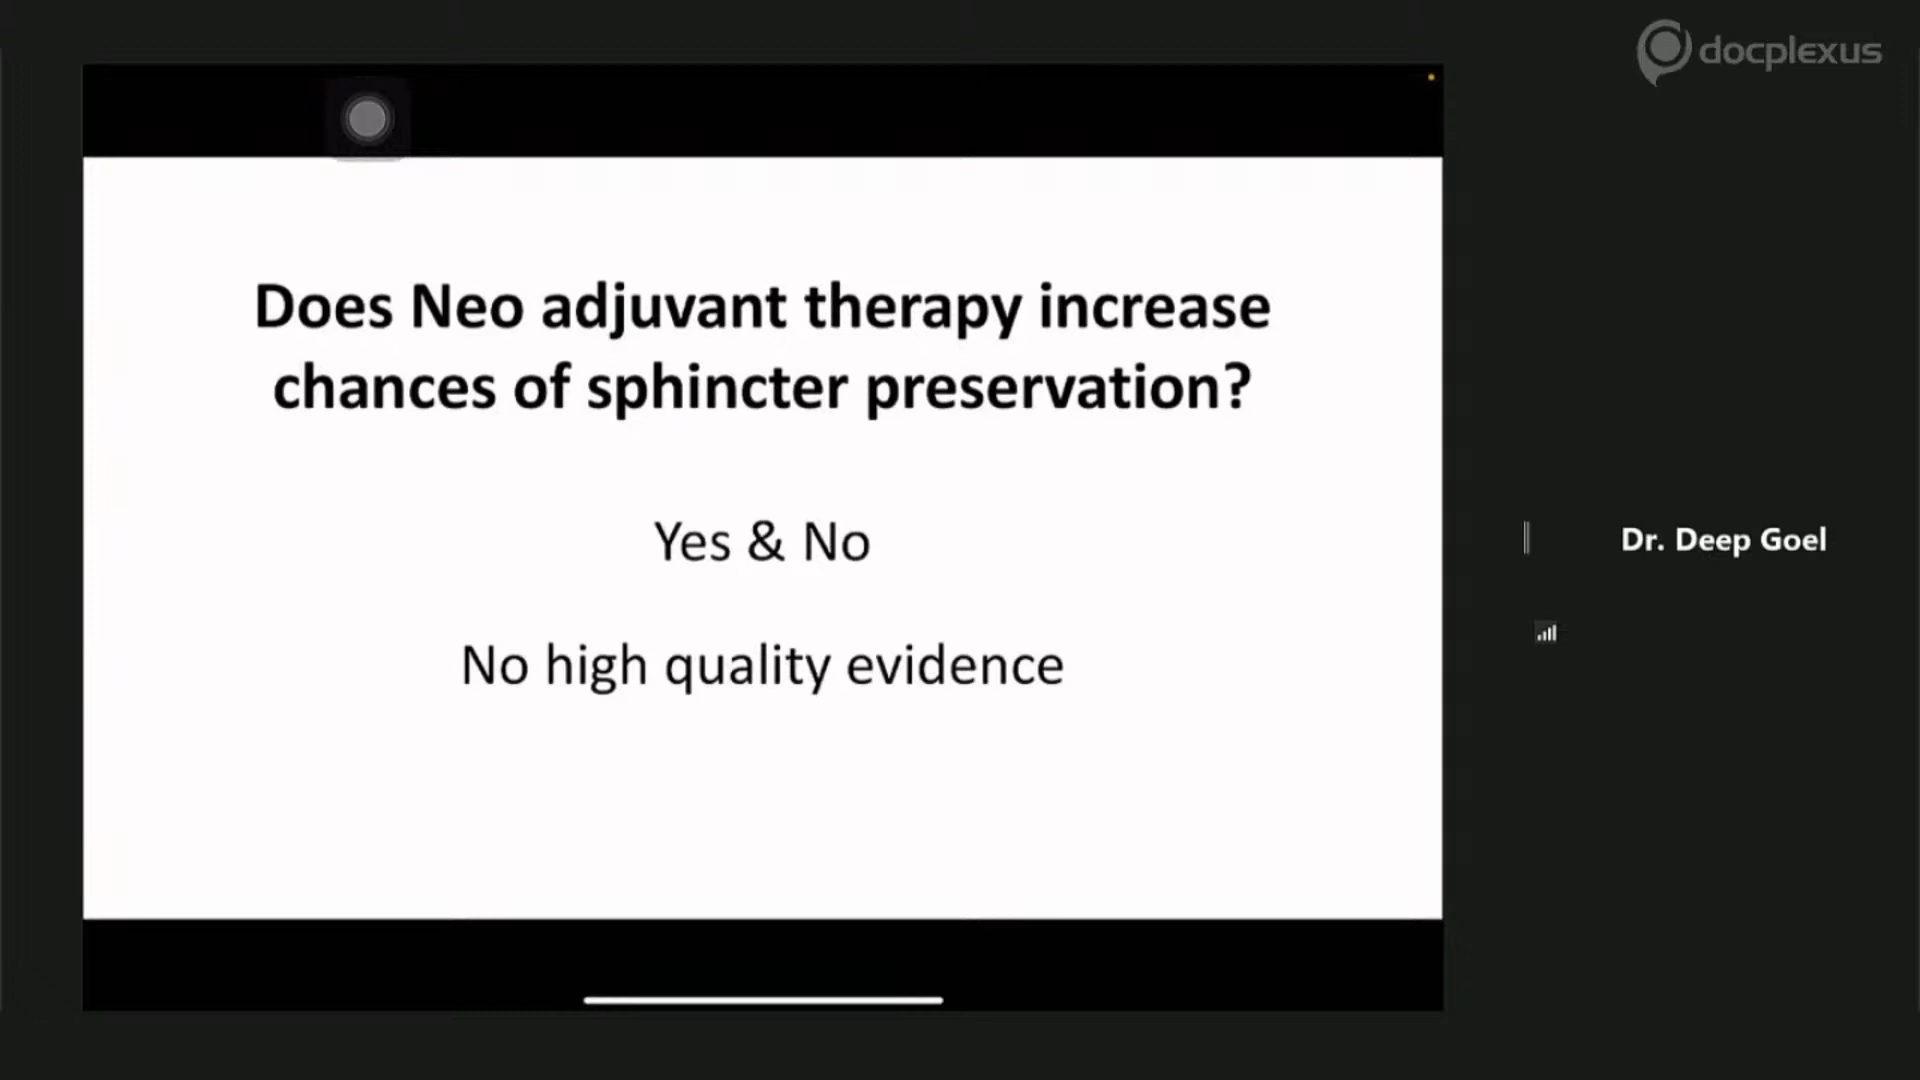 docplexus
Does Neo adjuvant therapy increase
chances of sphincter preservation?
Yes & No
No high quality evidence
Dr. Deep Goel